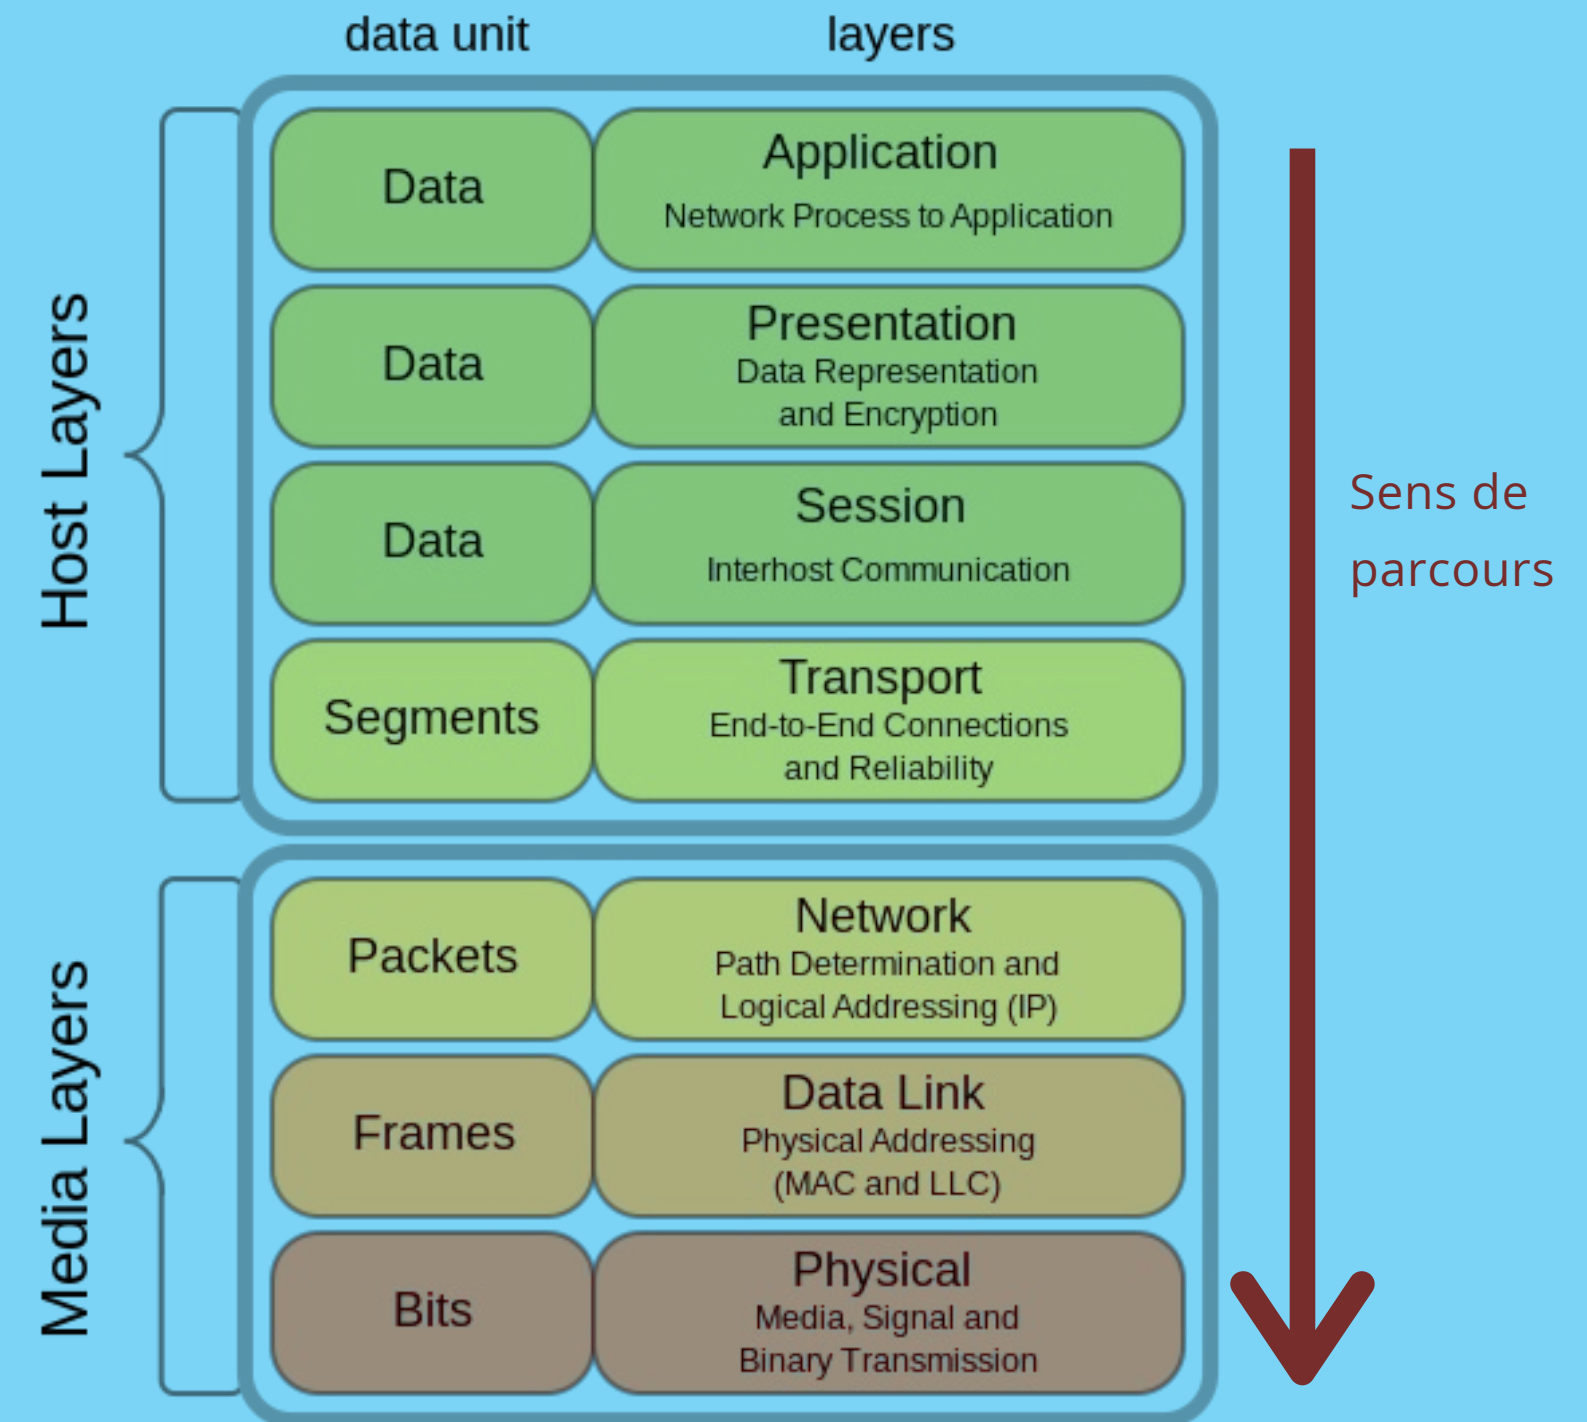 data unit
layers
Host Layers
Data
Application
Network Process to Application
Data
Presentation
Data Representation
and Encryption
Data
Session
Interhost Communication
Segments
Transport
End-to-End Connections
and Reliability
Sens de
parcours
Media Layers
Packets
Network
Path Determination and
Logical Addressing (IP)
Frames
Data Link
Physical Addressing
(MAC and LLC)
Bits
Physical
Media, Signal and
Binary Transmission